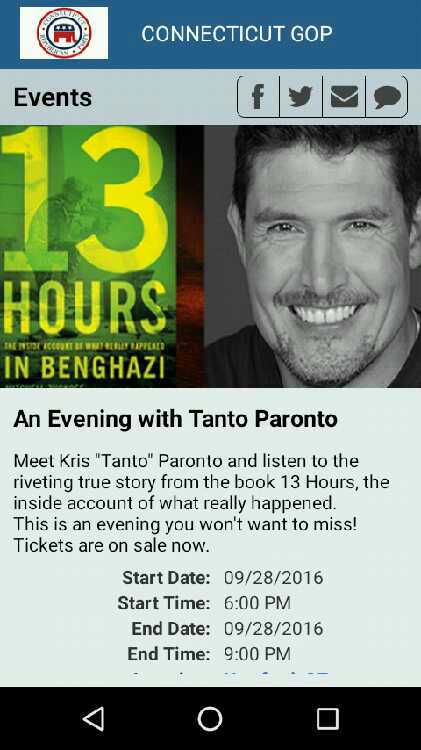 CONNECTICUT GOP
Events
13
HOURS
THE INSIDE ACCOUNT OF WHAT REALLY HAPPENED
IN BENGHAZI
An Evening with Tanto Paronto
Meet Kris "Tanto" Paronto and listen to the
riveting true story from the book 13 Hours, the
inside account of what really happened.
This is an evening you won't want to miss!
Tickets are on sale now.
Start Date: 09/28/2016
Start Time: 6:00 PM
End Date: 09/28/2016
End Time: 9:00 PM